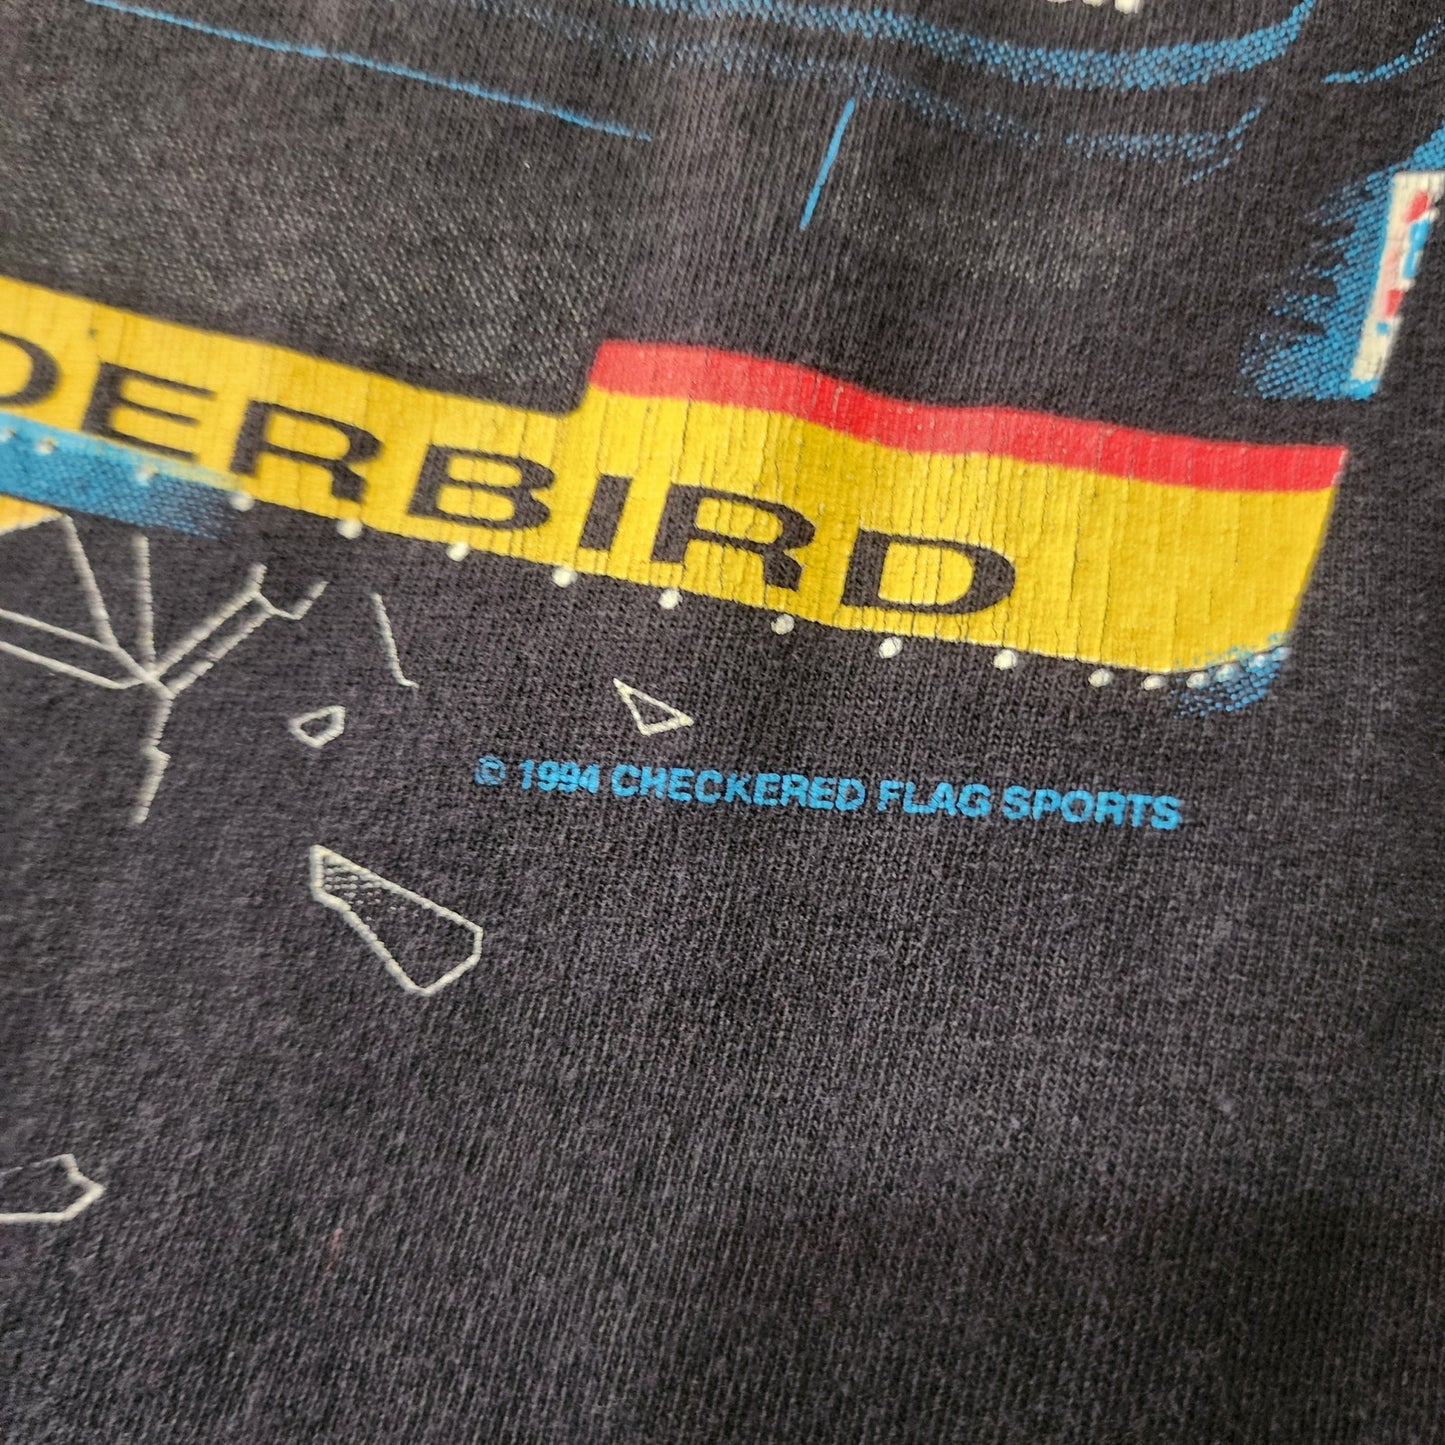 DERBIRD
© 1994 CHECKERED FLAG SPORTS